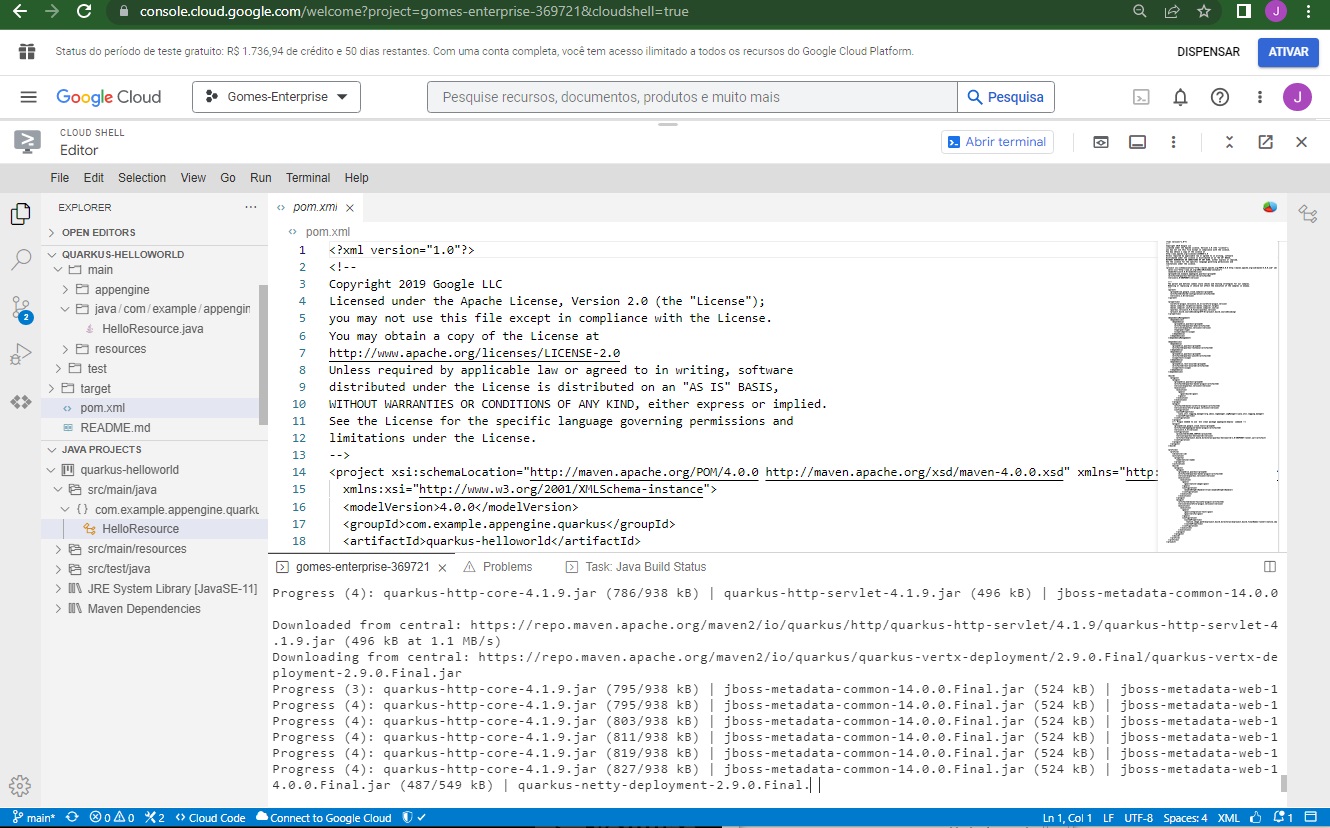 console.cloud.google.com/welcome?project=gomes-enterprise-369721&cloudshell=true
J
Status do período de teste gratuito: R$ 1.736,94 de crédito e 50 dias restantes. Com uma conta completa, você tem acesso ilimitado a todos os recursos do Google Cloud Platform.
DISPENSAR
ATIVAR
Google Cloud
Gomes-Enterprise
Pesquise recursos, documentos, produtos e muito mais
Pesquisa
J
CLOUD SHELL
Editor
Abrir terminal
File Edit Selection View Go Run Terminal Help
EXPLORER
OPEN EDITORS
QUARKUS-HELLOWORLD
main
appengine
java / com / example / appengin
HelloResource.java
resources
test
target
pom.xml
README.md
2
JAVA PROJECTS
quarkus-helloworld
src/main/java
{} com.example.appengine.quarku
HelloResource
src/main/resources
src/test/java
JRE System Library [JavaSE-11]
Maven Dependencies
pom.xml
pom.xml
1 <?xml version="1.0"?>
2 <!--
3 Copyright 2019 Google LLC
4 Licensed under the Apache License, Version 2.0 (the "License");
5 you may not use this file except in compliance with the License.
6 You may obtain a copy of the License at
7 http://www.apache.org/licenses/LICENSE-2.0
8 Unless required by applicable law or agreed to in writing, software
9 distributed under the License is distributed on an "AS IS" BASIS,
10 WITHOUT WARRANTIES OR CONDITIONS OF ANY KIND, either express or implied.
11 See the License for the specific language governing permissions and
12 limitations under the License.
13 -->
14 <project xsi:schemaLocation="http://maven.apache.org/POM/4.0.0 http://maven.apache.org/xsd/maven-4.0.0.xsd" xmlns="http:
15 xmlns:xsi="http://www.w3.org/2001/XMLSchema-instance">
16 <modelVersion>4.0.0</modelVersion>
17 <groupId>com.example.appengine.quarkus</groupId>
18 <artifactId>quarkus-helloworld</artifactId>
gomes-enterprise-369721
Problems
Task: Java Build Status
Progress (4): quarkus-http-core-4.1.9.jar (786/938 kB) | quarkus-http-servlet-4.1.9.jar (496 kB) | jboss-metadata-common-14.0.0
Downloaded from central: https://repo.maven.apache.org/maven2/io/quarkus/http/quarkus-http-servlet/4.1.9/quarkus-http-servlet-4
.1.9.jar (496 kB at 1.1 MB/s)
Downloading from central: https://repo.maven.apache.org/maven2/io/quarkus/quarkus-vertx-deployment/2.9.0.Final/quarkus-vertx-de
ployment-2.9.0.Final.jar
Progress (3): quarkus-http-core-4.1.9.jar (795/938 kB) | jboss-metadata-common-14.0.0.Final.jar (524 kB) | jboss-metadata-web-1
Progress (4): quarkus-http-core-4.1.9.jar (795/938 kB) | jboss-metadata-common-14.0.0.Final.jar (524 kB) | jboss-metadata-web-1
Progress (4): quarkus-http-core-4.1.9.jar (803/938 kB) | jboss-metadata-common-14.0.0.Final.jar (524 kB) | jboss-metadata-web-1
Progress (4): quarkus-http-core-4.1.9.jar (811/938 kB) | jboss-metadata-common-14.0.0.Final.jar (524 kB) | jboss-metadata-web-1
Progress (4): quarkus-http-core-4.1.9.jar (819/938 kB) | jboss-metadata-common-14.0.0.Final.jar (524 kB) | jboss-metadata-web-1
Progress (4): quarkus-http-core-4.1.9.jar (827/938 kB) | jboss-metadata-common-14.0.0.Final.jar (524 kB) | jboss-metadata-web-1
4.0.0.Final.jar (487/549 kB) | quarkus-netty-deployment-2.9.0.Final.
main* 0 0 2 Cloud Code Connect to Google Cloud
Ln 1, Col 1 LF UTF-8 Spaces: 4 XML 1